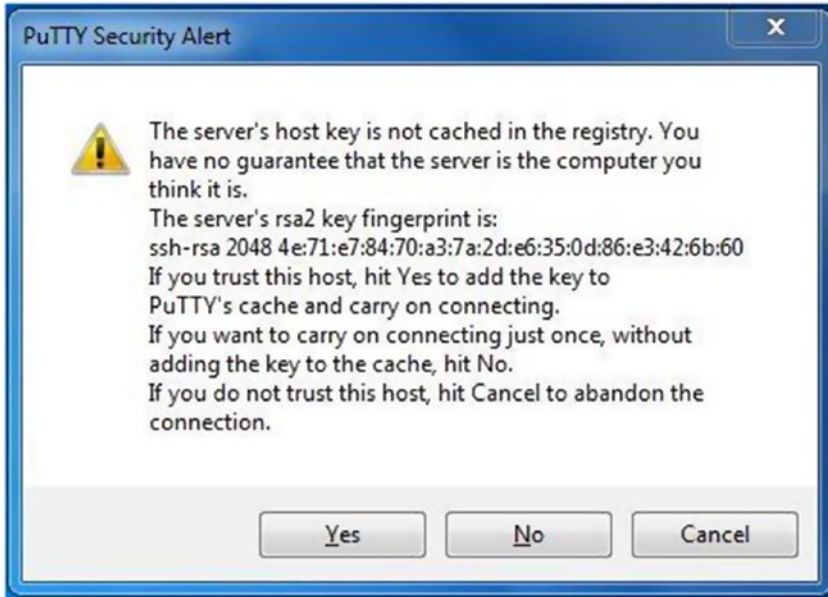 PuTTY Security Alert
The server's host key is not cached in the registry. You
have no guarantee that the server is the computer you
think it is.
The server's rsa2 key fingerprint is:
ssh-rsa 2048 4e:71:e7:84:70:a3:7a:2d:e6:35:0d:86:e3:42:6b:60
If you trust this host, hit Yes to add the key to
PuTTY's cache and carry on connecting.
If you want to carry on connecting just once, without
adding the key to the cache, hit No.
If you do not trust this host, hit Cancel to abandon the
connection.
Yes No Cancel